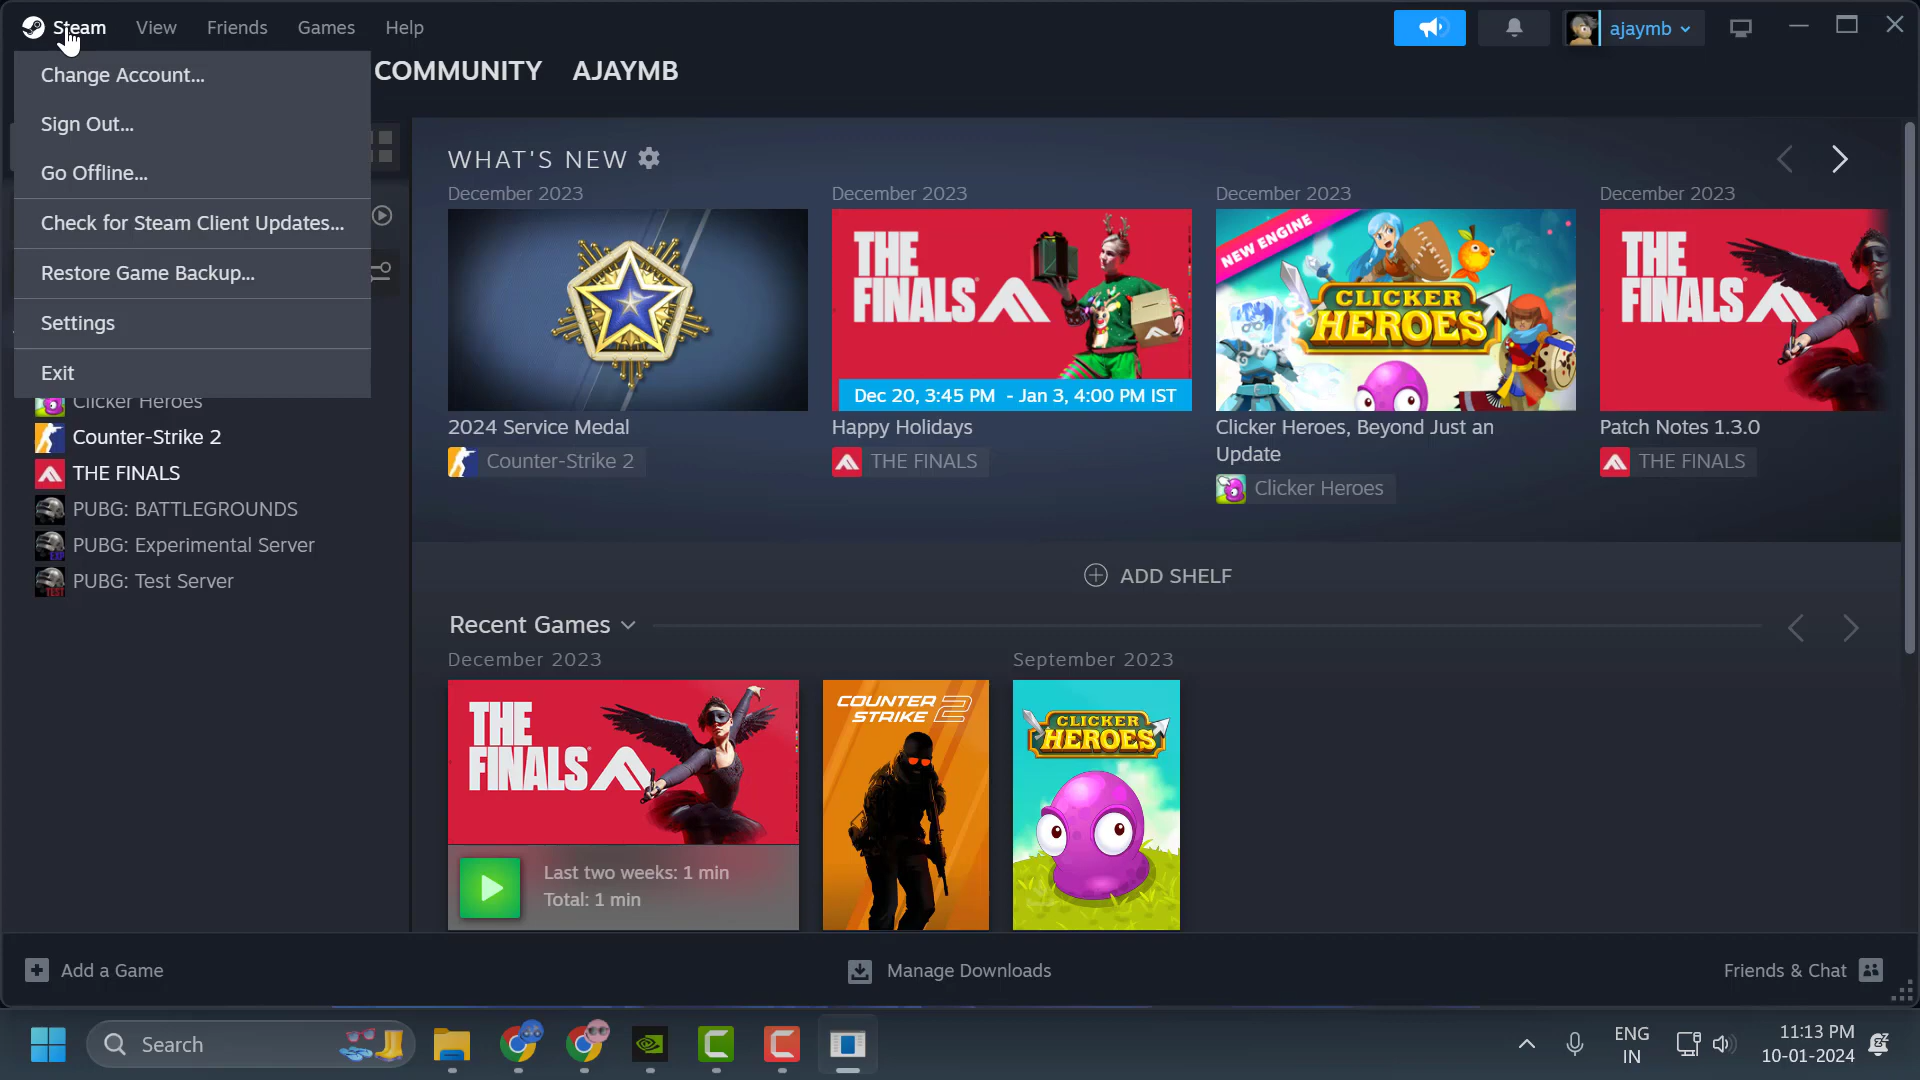 Steam View Friends Games Help
ajaymb
Change Account...
Sign Out...
Go Offline...
Check for Steam Client Updates...
Restore Game Backup...
Settings
Exit
COMMUNITY AJAYMB
Clicker Heroes
Counter-Strike 2
THE FINALS
PUBG: BATTLEGROUNDS
PUBG: Experimental Server
PUBG: Test Server
WHAT'S NEW
December 2023
2024 Service Medal
Counter-Strike 2
December 2023
THE
FINALS
Dec 20, 3:45 PM - Jan 3, 4:00 PM IST
Happy Holidays
THE FINALS
December 2023
NEW ENGINE
CLICKER
HEROES
Clicker Heroes, Beyond Just an
Update
Clicker Heroes
December 2023
THE
FINALS
Patch Notes 1.3.0
THE FINALS
ADD SHELF
Recent Games
December 2023
THE
FINALS
Last two weeks: 1 min
Total: 1 min
COUNTER
STRIKE 2
September 2023
CLICKER
HEROES
Add a Game
Manage Downloads
Friends & Chat
Search
ENG
IN
11:13 PM
10-01-2024